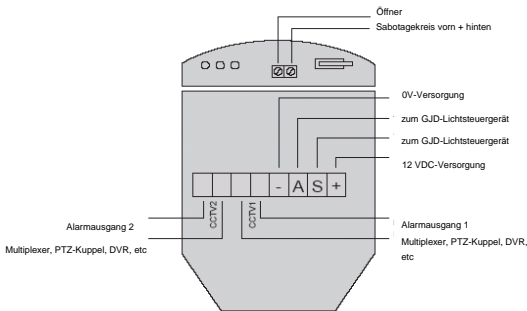 Öffner
Sabotagekreis vorn + hinten
0V-Versorgung
zum GJD-Lichtsteuergerät
zum GJD-Lichtsteuergerät
12 VDC-Versorgung
- A S +
CCTV2
CCTV1
Alarmausgang 2
Multiplexer, PTZ-Kuppel, DVR, etc
Alarmausgang 1
Multiplexer, PTZ-Kuppel, DVR,
etc